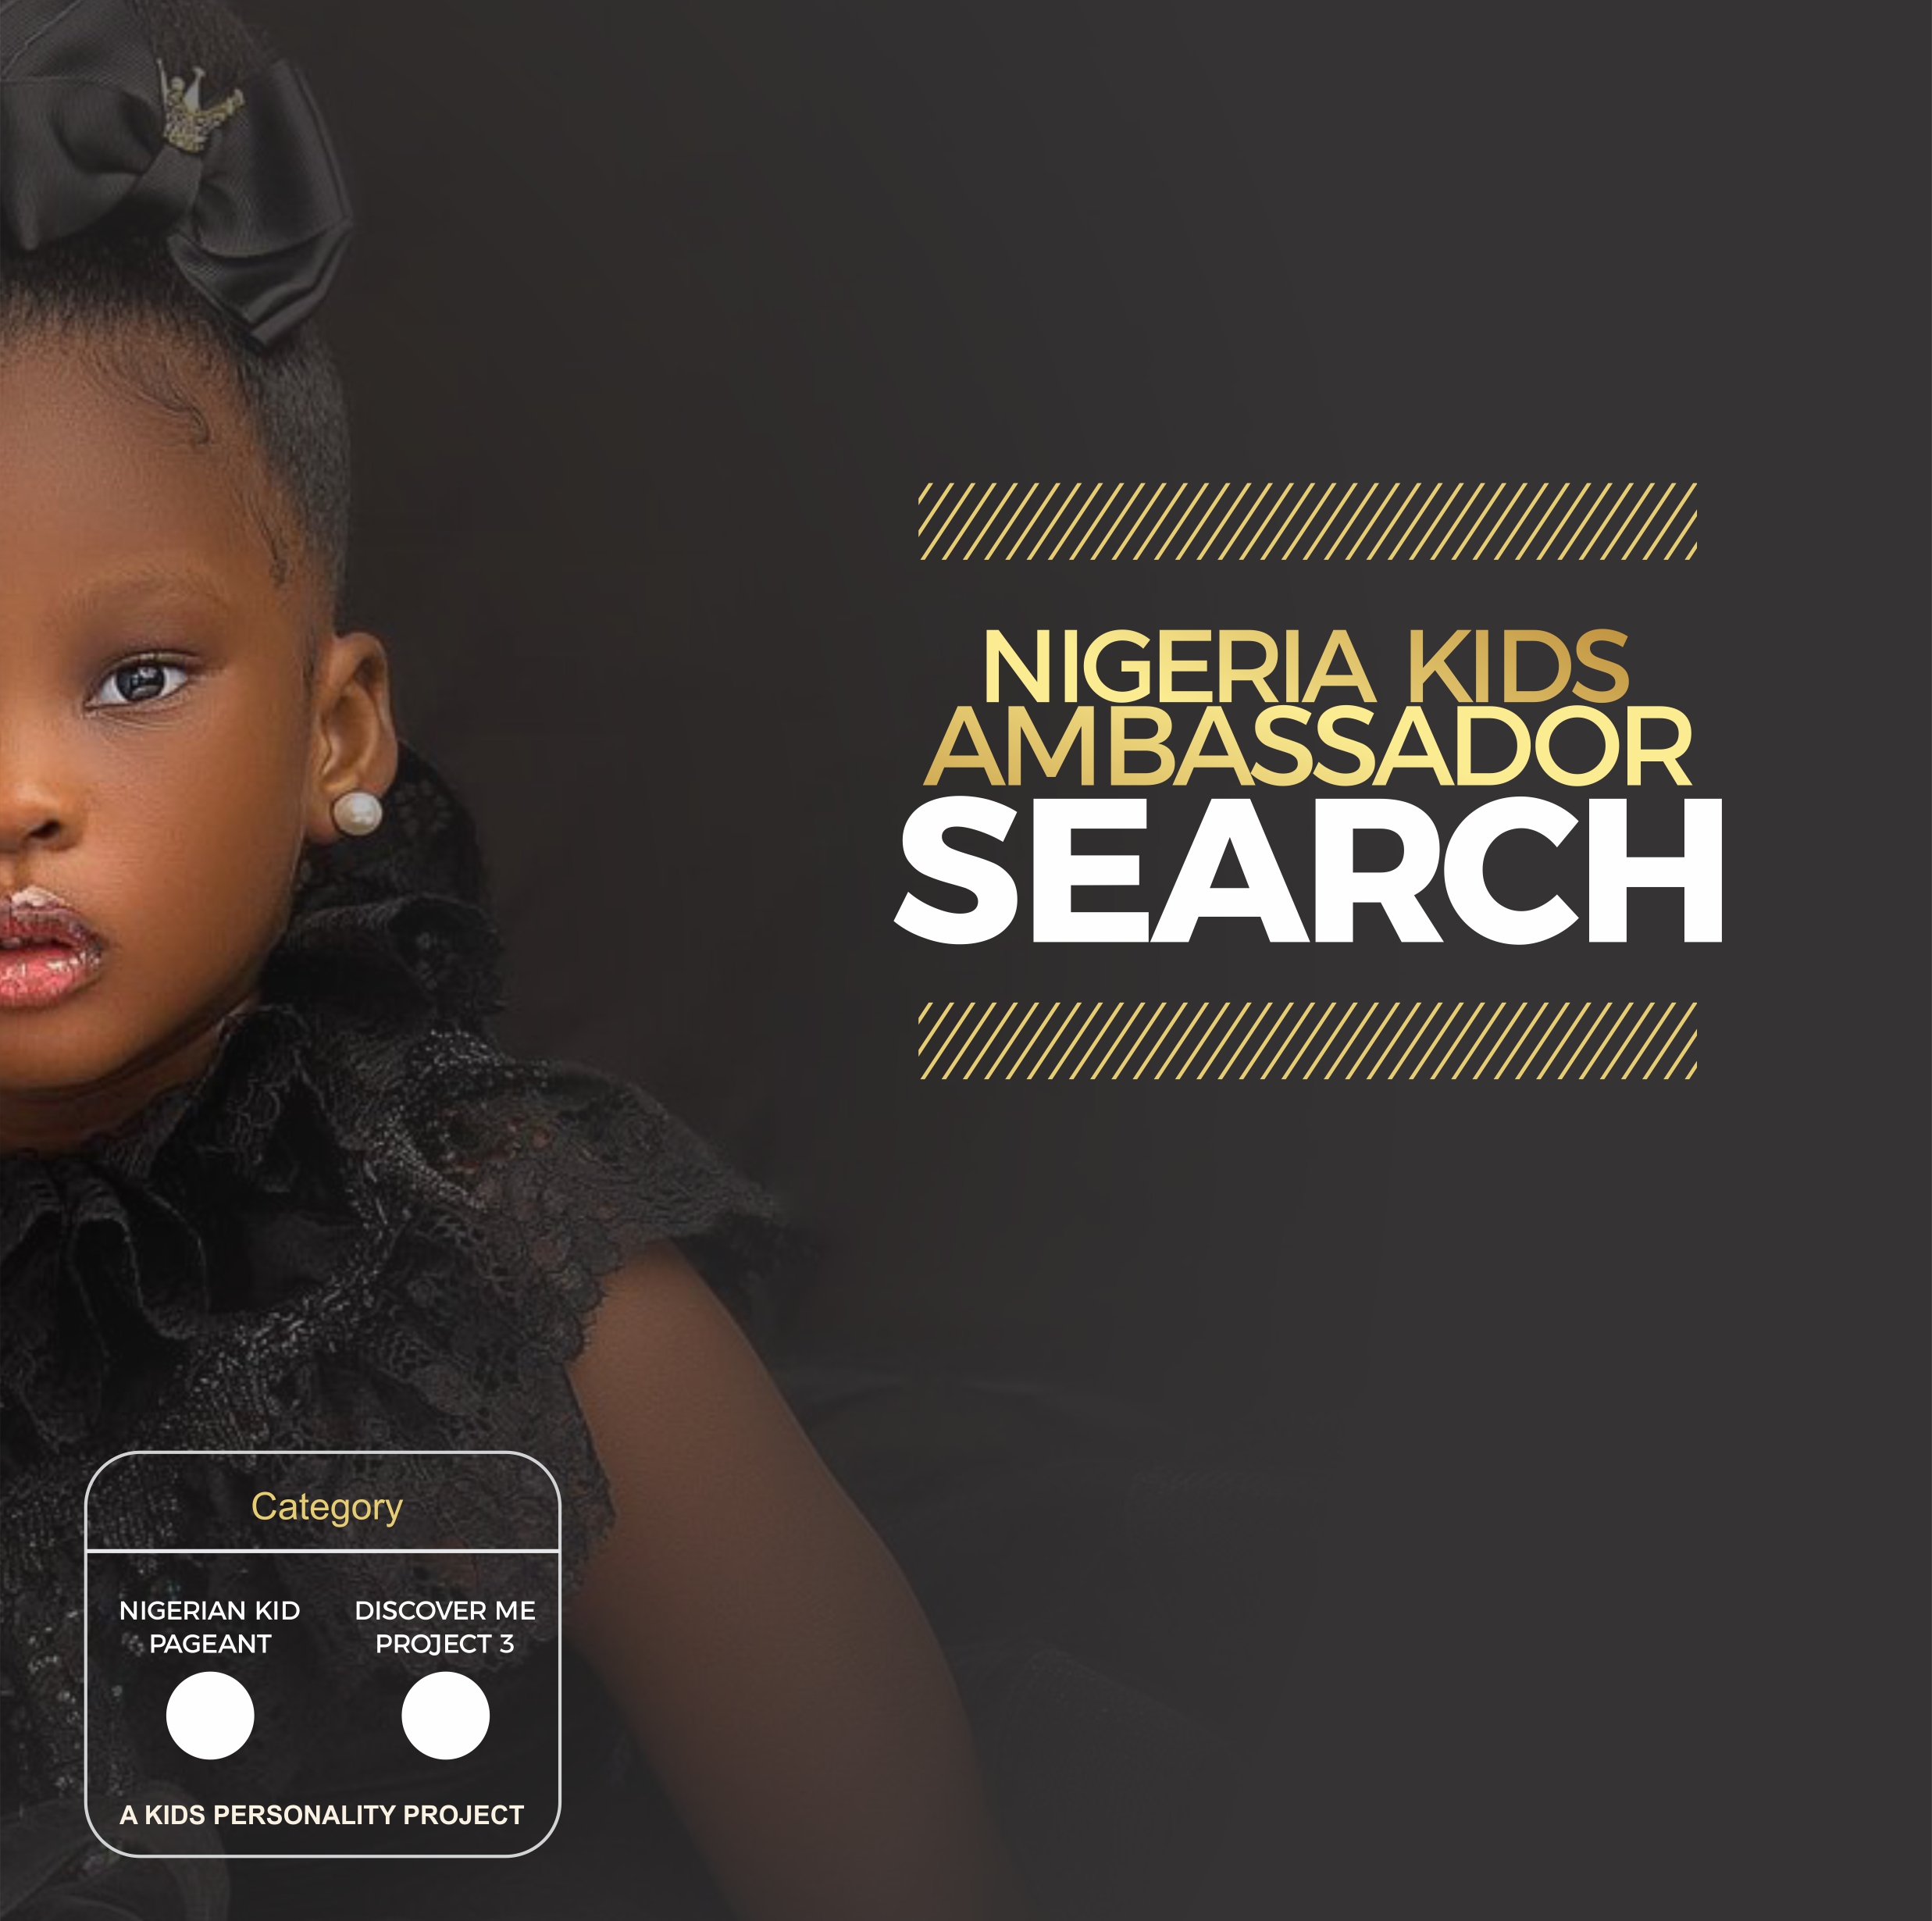 NIGERIA KIDS
AMBASSADOR
SEARCH
Category
NIGERIAN KID
PAGEANT
DISCOVER ME
PROJECT 3
A KIDS PERSONALITY PROJECT